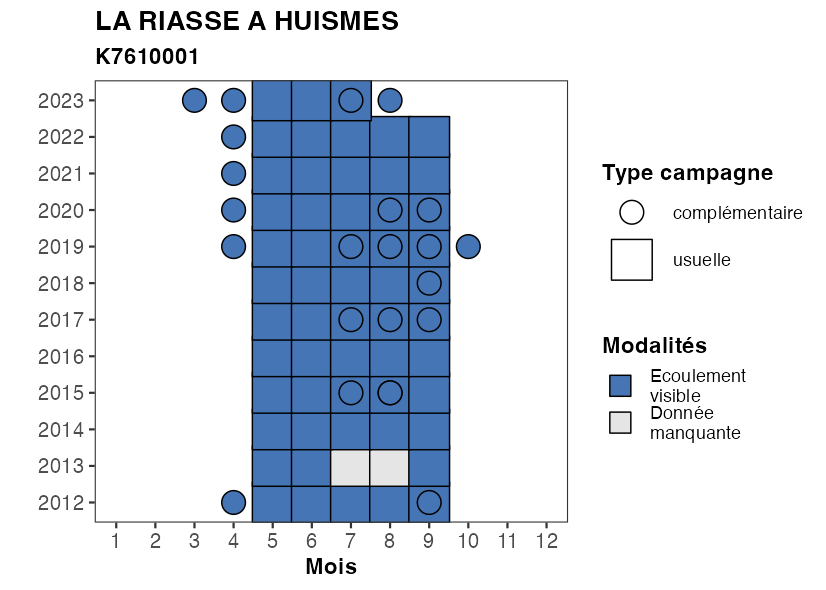 LA RIASSE A HUISMES
K7610001
2023
2022
2021
2020
2019
2018
2017
2016
2015
2014
2013
2012
1 2 3 4 5 6 7 8 9 10 11 12
Mois
Type campagne
complémentaire
usuelle
Modalités
Ecoulement
visible
Donnée
manquante